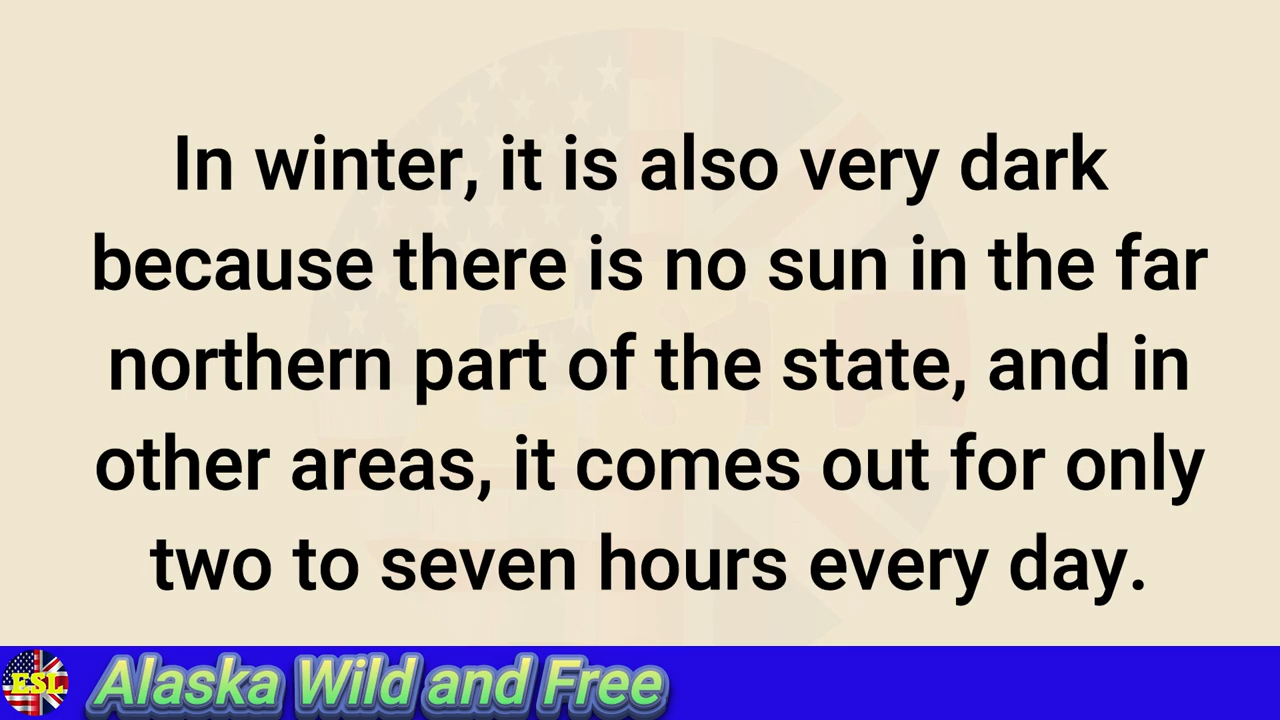 In winter, it is also very dark
because there is no sun in the far
northern part of the state, and in
other areas, it comes out for only
two to seven hours every day.
ESL
Alaska Wild and Free